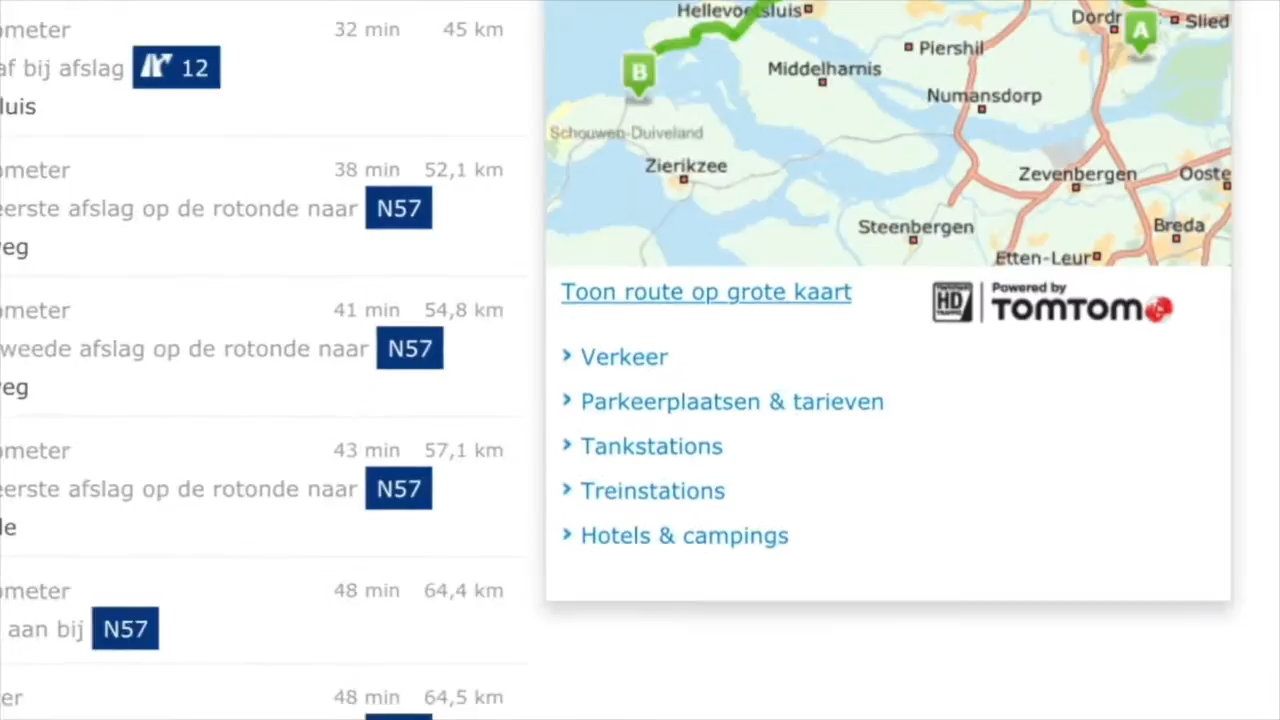 ometer 32 min 45 km
af bij afslag 12
luis
ometer 38 min 52,1 km
eerste afslag op de rotonde naar N57
eg
ometer 41 min 54,8 km
weede afslag op de rotonde naar N57
eg
ometer 43 min 57,1 km
eerste afslag op de rotonde naar N57
le
ometer 48 min 64,4 km
aan bij N57
er 48 min 64,5 km
Hellevoetsluis
Dordr
Slied
A
B
Piershil
Middelharnis
Numansdorp
Schouwen-Duiveland
Zierikzee
Zevenbergen
Ooste
Steenbergen
Breda
Etten-Leur
Toon route op grote kaart
HD TRAFFIC
Powered by
TOMTOM
Verkeer
Parkeerplaatsen & tarieven
Tankstations
Treinstations
Hotels & campings